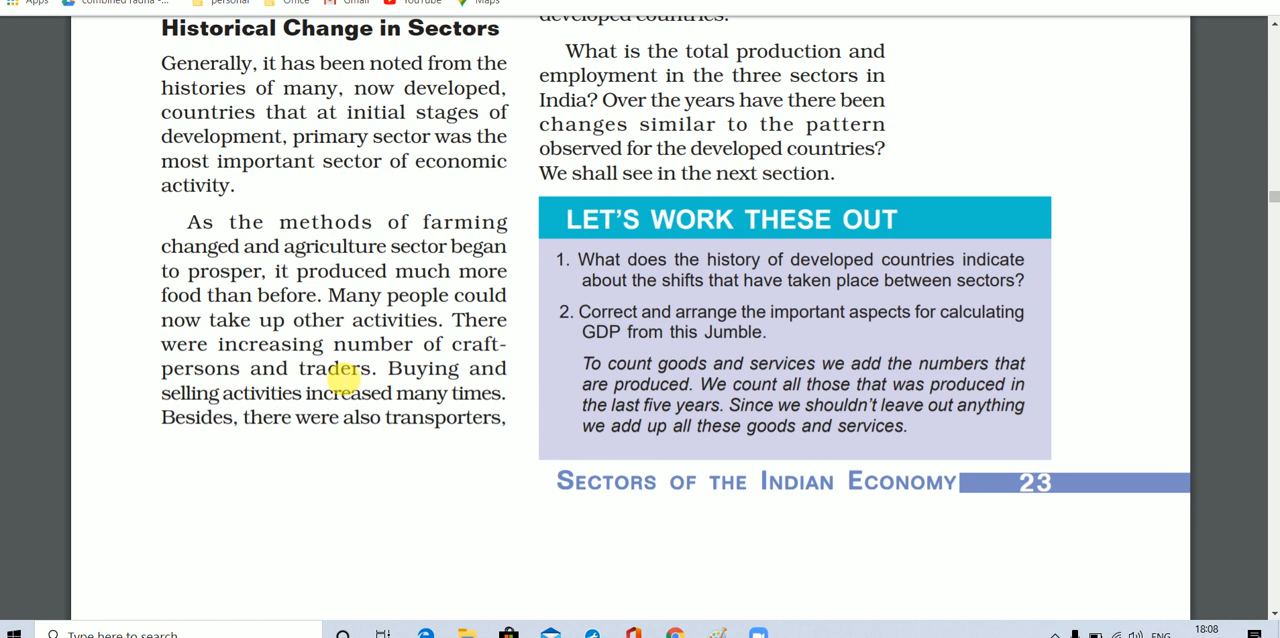 Apps
combined radha -...
personal
Office
Gmail
YouTube
Maps
Historical Change in Sectors
Generally, it has been noted from the
histories of many, now developed,
countries that at initial stages of
development, primary sector was the
most important sector of economic
activity.
As the methods of farming
changed and agriculture sector began
to prosper, it produced much more
food than before. Many people could
now take up other activities. There
were increasing number of craft-
persons and traders. Buying and
selling activities increased many times.
Besides, there were also transporters,
developed countries.
What is the total production and
employment in the three sectors in
India? Over the years have there been
changes similar to the pattern
observed for the developed countries?
We shall see in the next section.
LET'S WORK THESE OUT
1. What does the history of developed countries indicate
about the shifts that have taken place between sectors?
2. Correct and arrange the important aspects for calculating
GDP from this Jumble.
To count goods and services we add the numbers that
are produced. We count all those that was produced in
the last five years. Since we shouldn't leave out anything
we add up all these goods and services.
SECTORS OF THE INDIAN ECONOMY 23
Type here to search
ENG
18:08